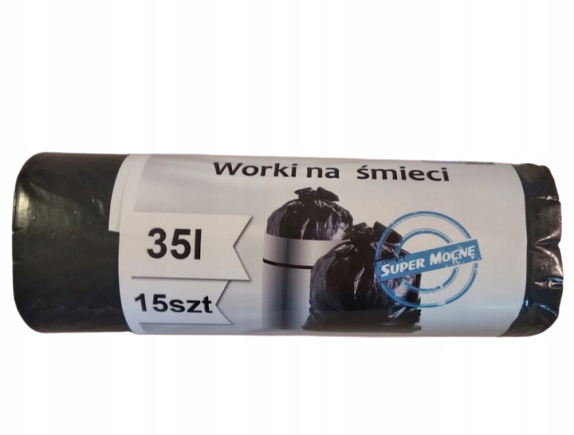 Worki na śmieci
35l
15szt
SUPER MOCNE